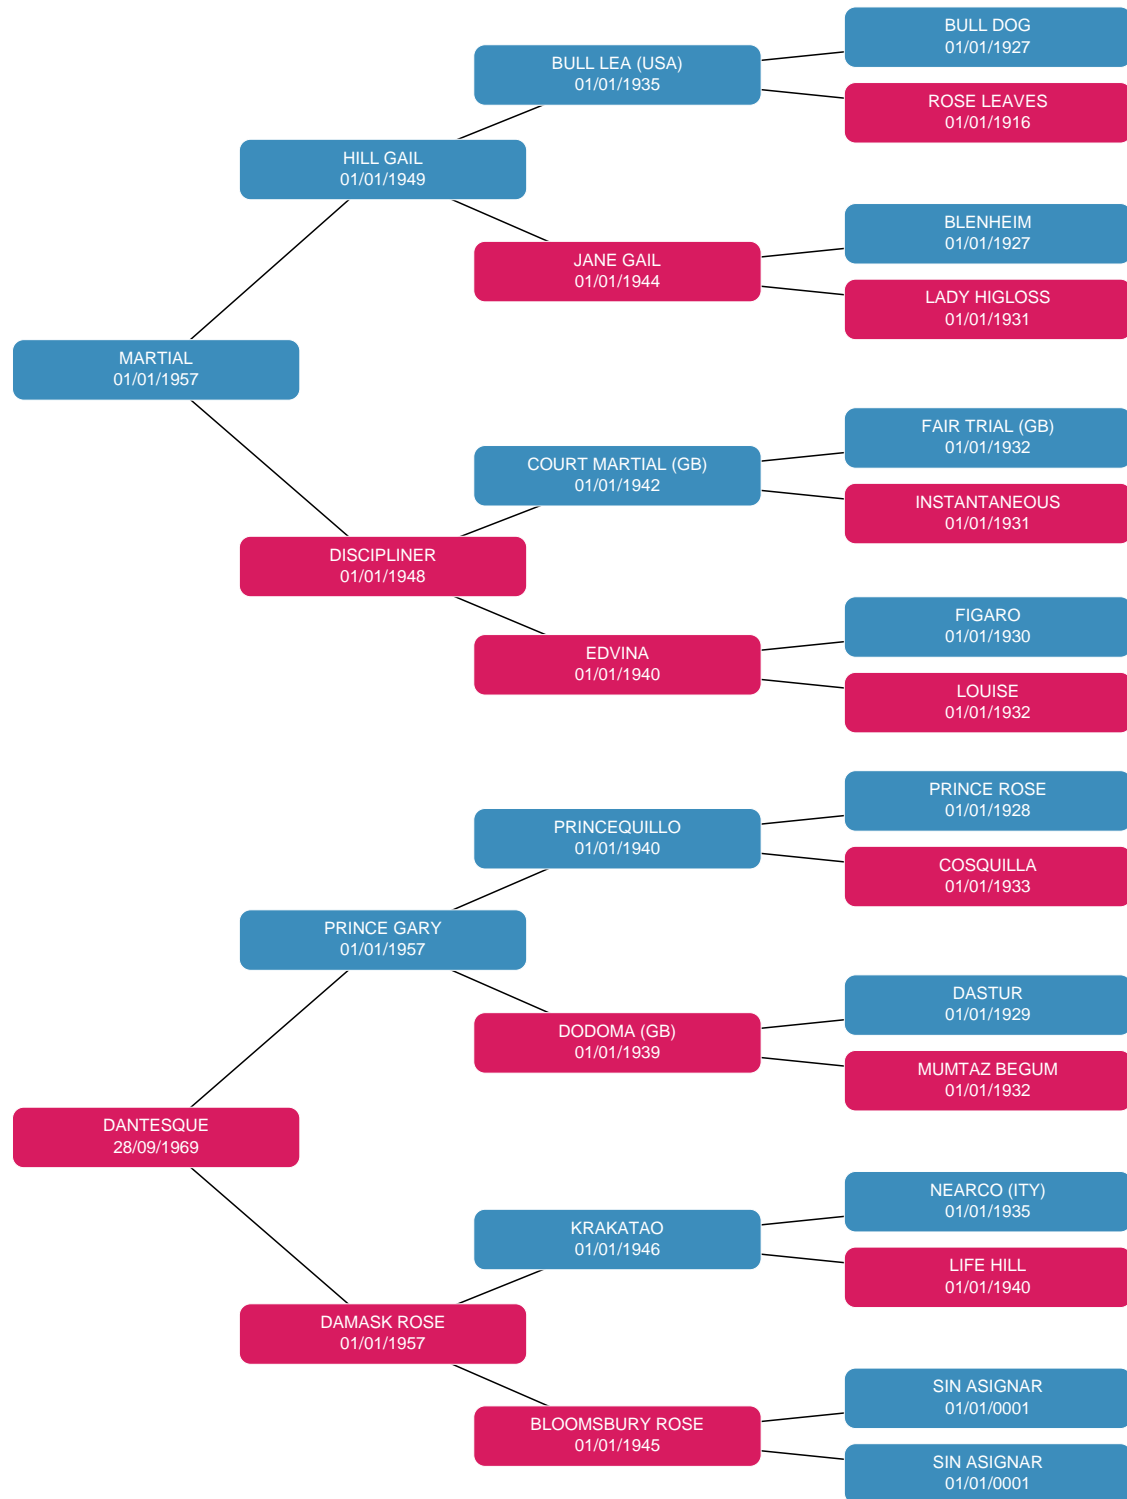 BULL DOG
01/01/1927
BULL LEA (USA)
01/01/1935
ROSE LEAVES
01/01/1916
HILL GAIL
01/01/1949
BLENHEIM
01/01/1927
JANE GAIL
01/01/1944
LADY HIGLOSS
01/01/1931
MARTIAL
01/01/1957
FAIR TRIAL (GB)
01/01/1932
COURT MARTIAL (GB)
01/01/1942
INSTANTANEOUS
01/01/1931
DISCIPLINER
01/01/1948
FIGARO
01/01/1930
EDVINA
01/01/1940
LOUISE
01/01/1932
PRINCE ROSE
01/01/1928
PRINCEQUILLO
01/01/1940
COSQUILLA
01/01/1933
PRINCE GARY
01/01/1957
DASTUR
01/01/1929
DODOMA (GB)
01/01/1939
MUMTAZ BEGUM
01/01/1932
DANTESQUE
28/09/1969
NEARCO (ITY)
01/01/1935
KRAKATAO
01/01/1946
LIFE HILL
01/01/1940
DAMASK ROSE
01/01/1957
SIN ASIGNAR
01/01/0001
BLOOMSBURY ROSE
01/01/1945
SIN ASIGNAR
01/01/0001